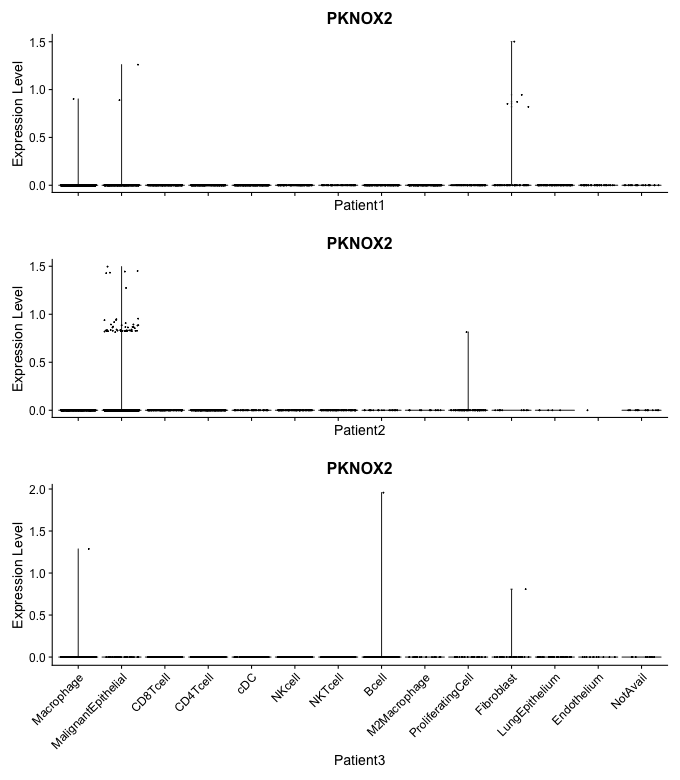 PKNOX2
Expression Level
1.5
1.0
0.5
0.0
Patient1
PKNOX2
Expression Level
1.5
1.0
0.5
0.0
Patient2
PKNOX2
Expression Level
2.0
1.5
1.0
0.5
0.0
Macrophage
MalignantEpithelial
CD8Tcell
CD4Tcell
cDC
NKcell
NKTcell
Bcell
M2Macrophage
ProliferatingCell
Fibroblast
LungEpithelium
Endothelium
NotAvail
Patient3